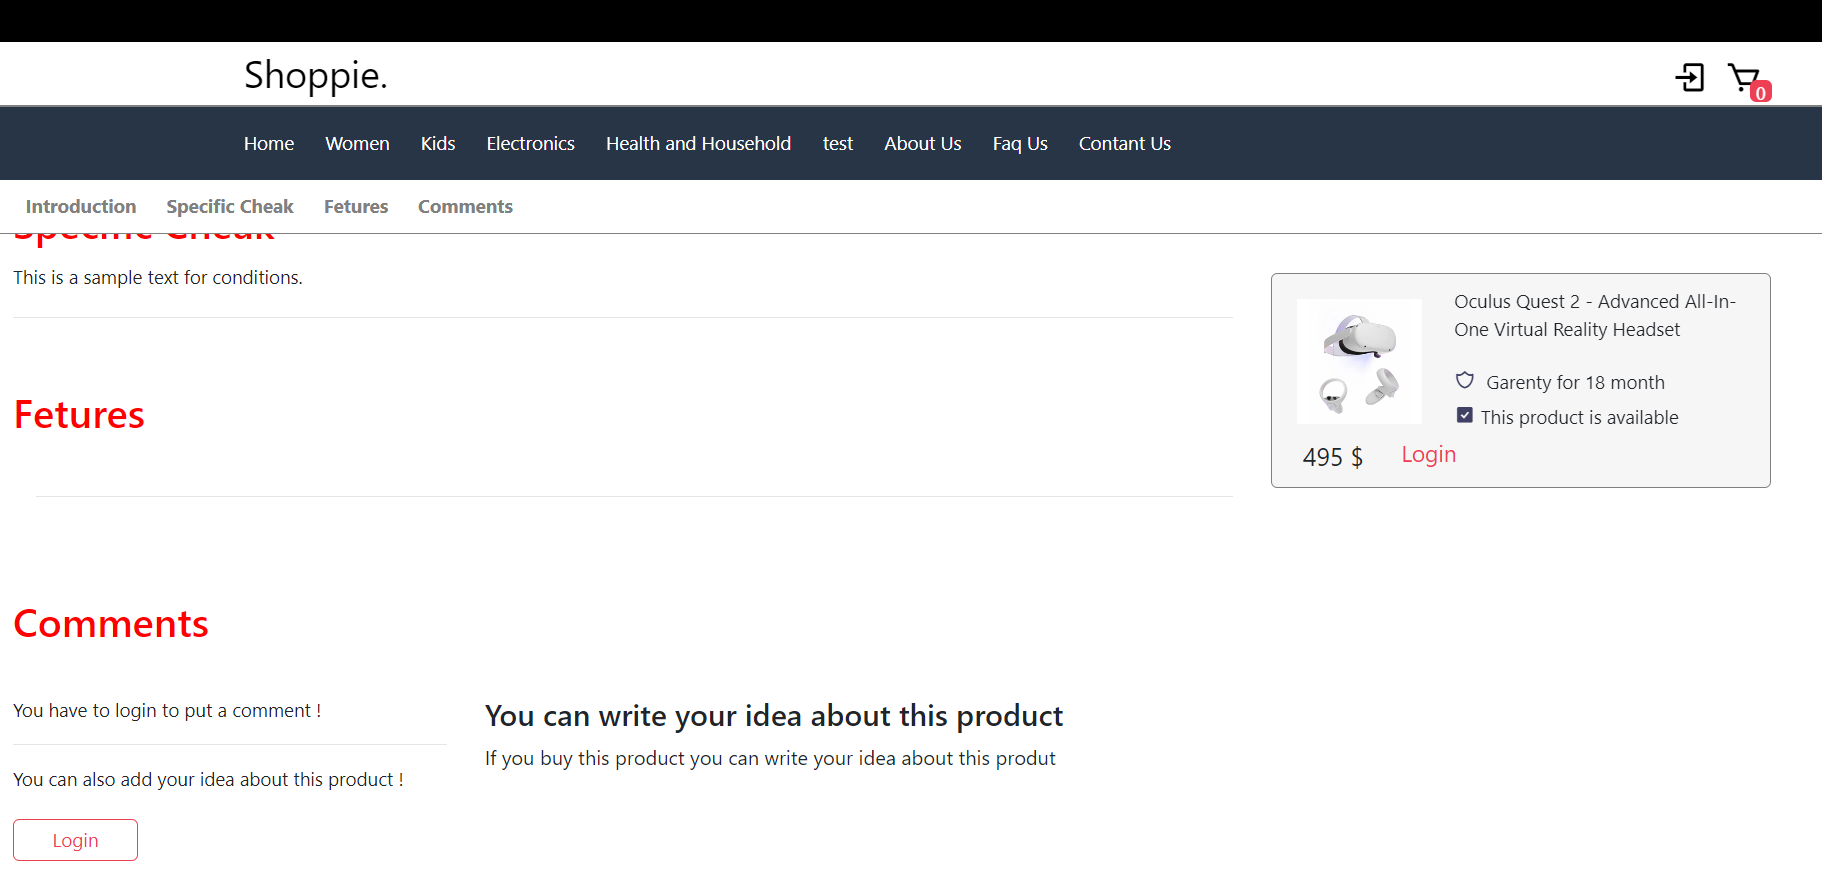 Shoppie.
0
Home Women Kids Electronics Health and Household test About Us Faq Us Contant Us
Introduction Specific Cheak Fetures Comments
Specific Cheak
This is a sample text for conditions.
Oculus Quest 2 - Advanced All-In-
One Virtual Reality Headset
Garenty for 18 month
This product is available
495 $ Login
Fetures
Comments
You have to login to put a comment !
You can also add your idea about this product !
Login
You can write your idea about this product
If you buy this product you can write your idea about this produt